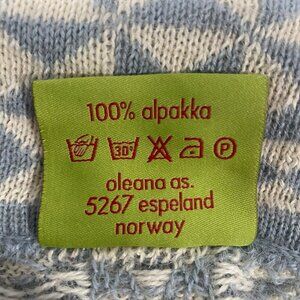 100% alpakka
30° P
oleana as.
5267 espeland
norway